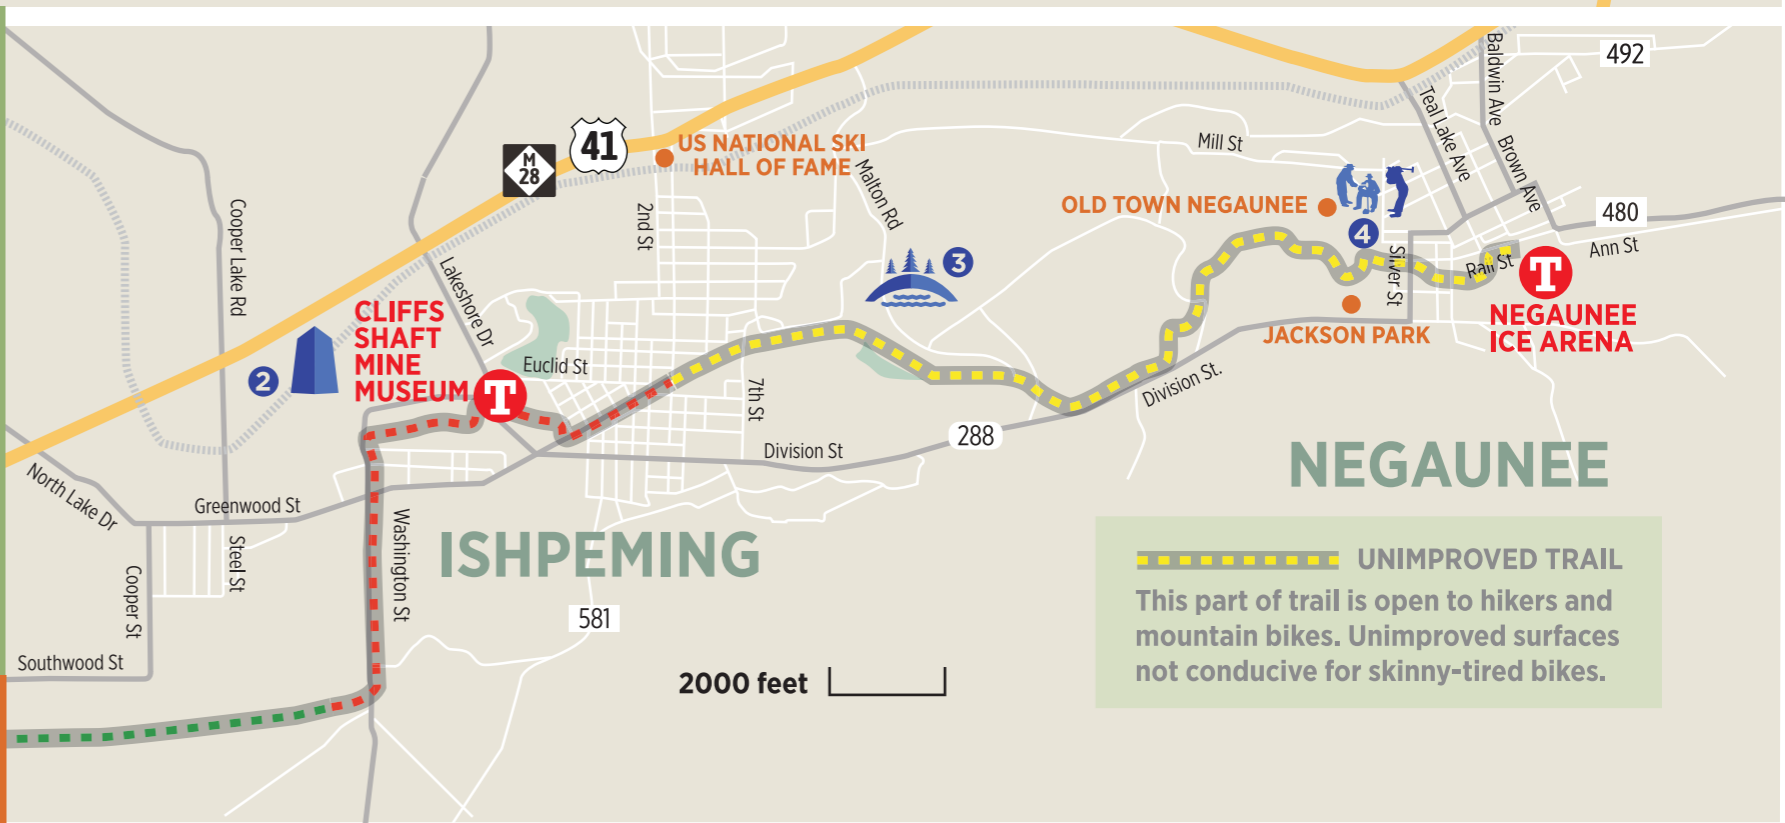 492
Baldwin Ave
Teal Lake Ave
Brown Ave
Mill St
41
M
28
US NATIONAL SKI
HALL OF FAME
Malton Rd
2nd St
Cooper Lake Rd
OLD TOWN NEGAUNEE
4
480
Ann St
Silver St
Rail St
T
NEGAUNEE
ICE ARENA
JACKSON PARK
3
Lakeshore Dr
CLIFFS
SHAFT
MINE
MUSEUM
T
2
Euclid St
7th St
Division St.
Division St
288
North Lake Dr
Greenwood St
Steel St
Cooper St
Washington St
Southwood St
ISHPEMING
NEGAUNEE
581
2000 feet
UNIMPROVED TRAIL
This part of trail is open to hikers and
mountain bikes. Unimproved surfaces
not conducive for skinny-tired bikes.